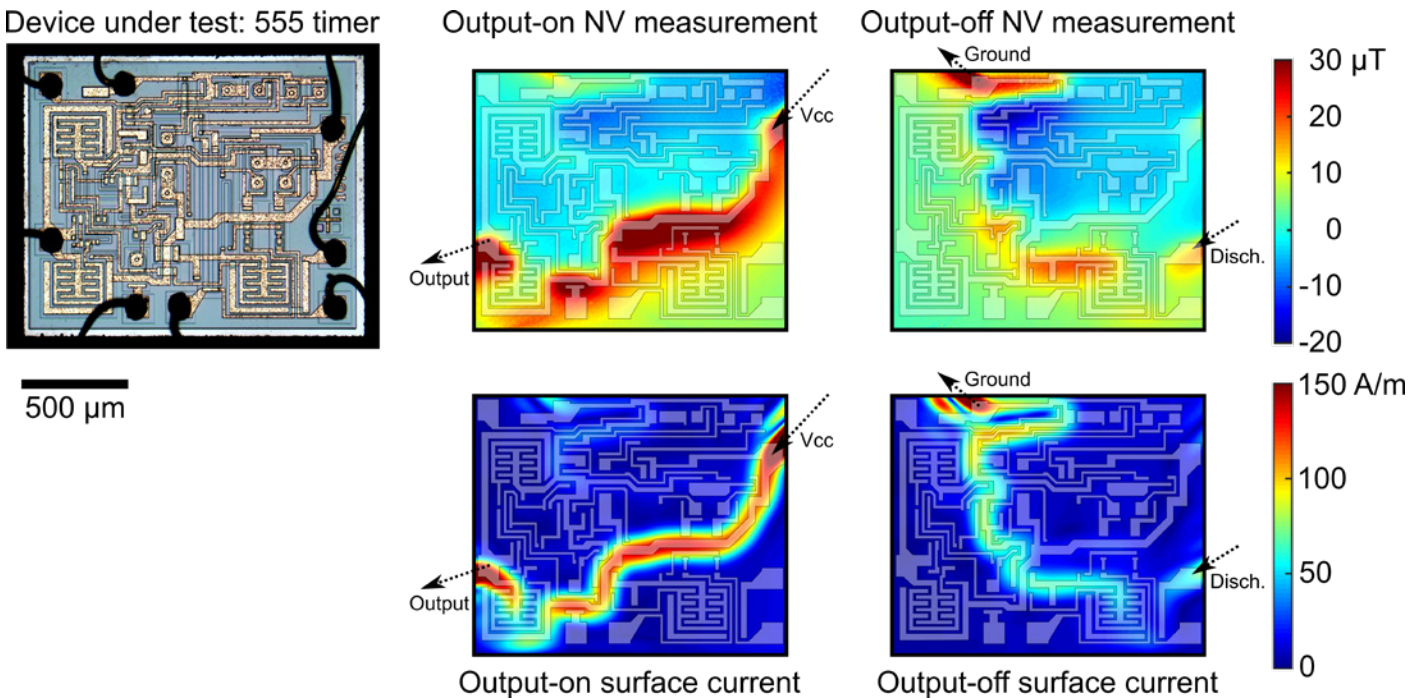 Device under test: 555 timer
Output-on NV measurement
Output-off NV measurement
Ground
30 µT
Vcc
20
10
0
Output
Disch.
-10
-20
500 µm
Ground
150 A/m
Vcc
100
50
Output
Disch.
0
Output-on surface current
Output-off surface current